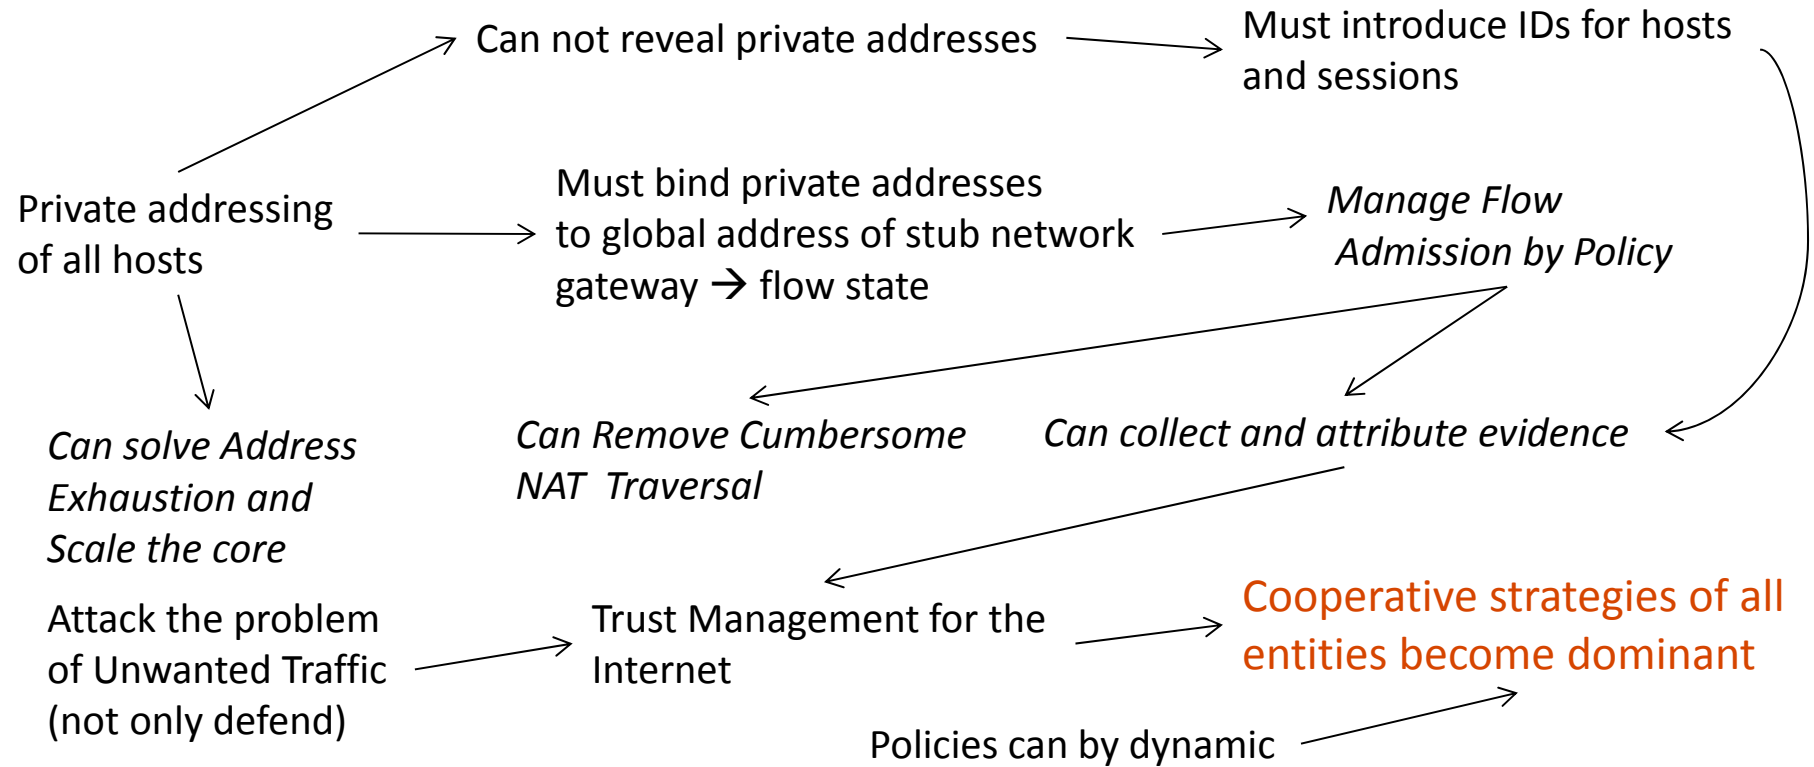 Can not reveal private addresses
Must introduce IDs for hosts
and sessions
Private addressing
of all hosts
Must bind private addresses
to global address of stub network
gateway → flow state
Manage Flow
Admission by Policy
Can solve Address
Exhaustion and
Scale the core
Can Remove Cumbersome
NAT Traversal
Can collect and attribute evidence
Attack the problem
of Unwanted Traffic
(not only defend)
Trust Management for the
Internet
Cooperative strategies of all
entities become dominant
Policies can by dynamic